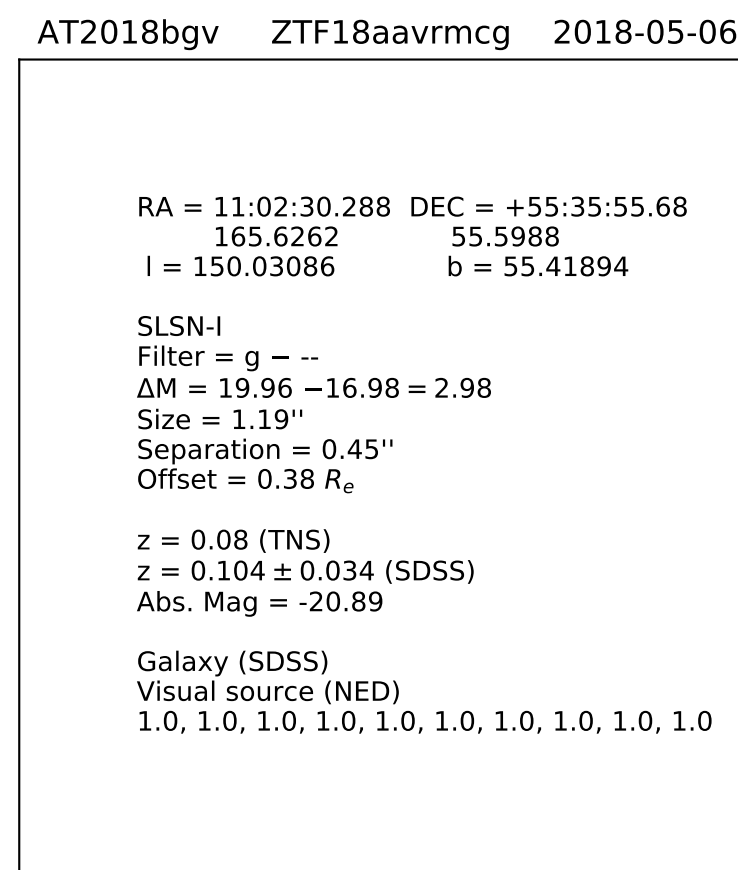 AT2018bgv ZTF18aavrmcg 2018-05-06
RA = 11:02:30.288 DEC = +55:35:55.68
165.6262 55.5988
l = 150.03086 b = 55.41894
SLSN-I
Filter = g − --
ΔM = 19.96 −16.98 = 2.98
Size = 1.19''
Separation = 0.45''
Offset = 0.38 Re
z = 0.08 (TNS)
z = 0.104 ± 0.034 (SDSS)
Abs. Mag = -20.89
Galaxy (SDSS)
Visual source (NED)
1.0, 1.0, 1.0, 1.0, 1.0, 1.0, 1.0, 1.0, 1.0, 1.0